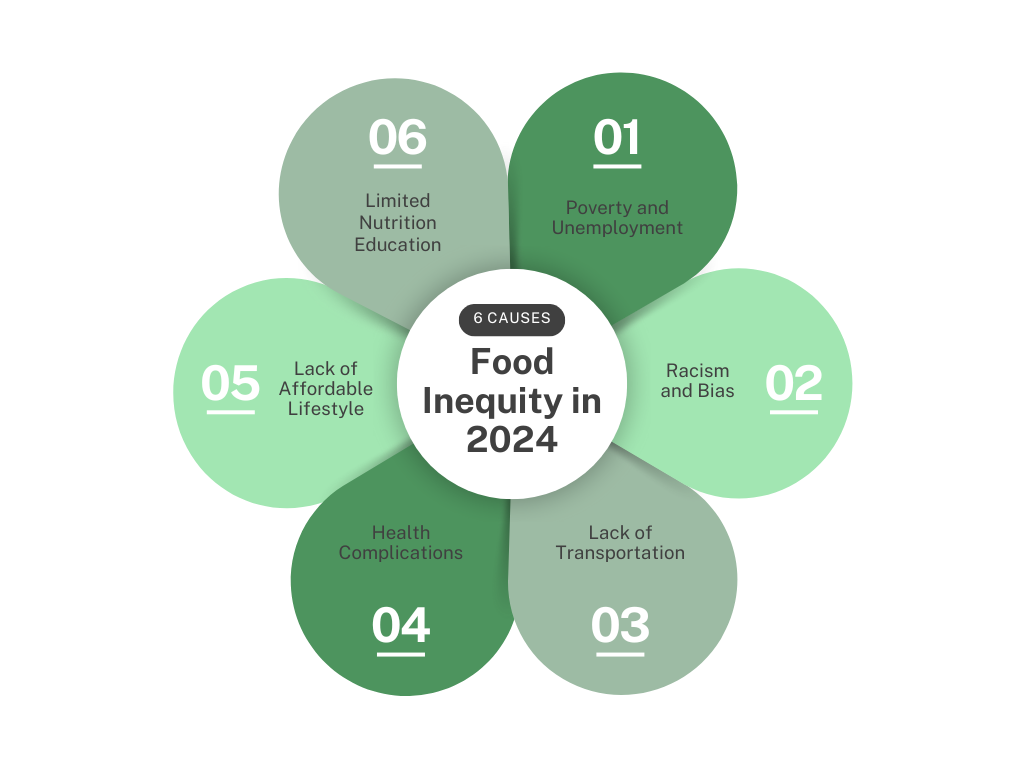 6 CAUSES
Food
Inequity in
2024
01
Poverty and
Unemployment
02
Racism
and Bias
03
Lack of
Transportation
04
Health
Complications
05
Lack of
Affordable
Lifestyle
06
Limited
Nutrition
Education